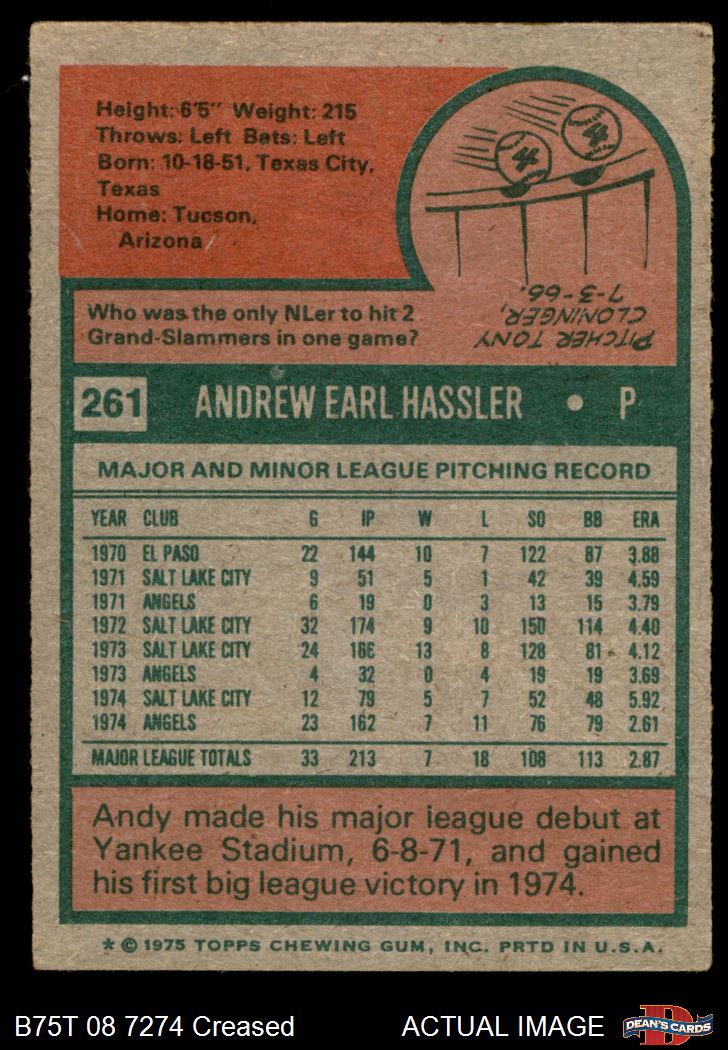 Height: 6'5" Weight: 215
Throws: Left Bats: Left
Born: 10-18-51, Texas City,
Texas
Home: Tucson,
Arizona
4 4
Who was the only NLer to hit 2
Grand-Slammers in one game?
PITCHER TONY
CLONINGER,
7-3-66.
261 ANDREW EARL HASSLER • P
MAJOR AND MINOR LEAGUE PITCHING RECORD
YEAR CLUB G IP W L SO BB ERA
1970 EL PASO 22 144 10 7 122 87 3.88
1971 SALT LAKE CITY 9 51 5 1 42 39 4.59
1971 ANGELS 6 19 0 3 13 15 3.79
1972 SALT LAKE CITY 32 174 9 10 150 114 4.40
1973 SALT LAKE CITY 24 166 13 8 128 81 4.12
1973 ANGELS 4 32 0 4 19 19 3.69
1974 SALT LAKE CITY 12 79 5 7 52 48 5.92
1974 ANGELS 23 162 7 11 76 79 2.61
MAJOR LEAGUE TOTALS 33 213 7 18 108 113 2.87
Andy made his major league debut at
Yankee Stadium, 6-8-71, and gained
his first big league victory in 1974.
* © 1975 TOPPS CHEWING GUM, INC. PRTD IN U.S.A.
B75T 08 7274 Creased ACTUAL IMAGE D DEAN'S CARDS